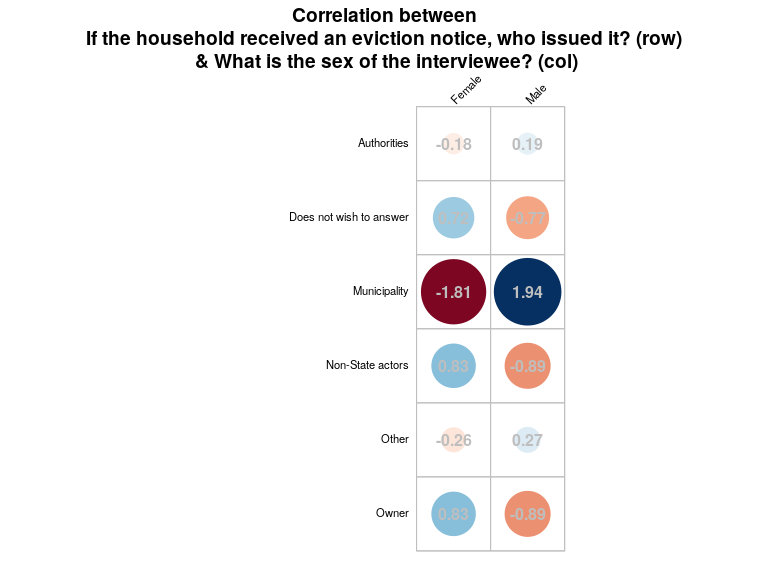 Correlation between
If the household received an eviction notice, who issued it? (row)
& What is the sex of the interviewee? (col)
Female Male
Authorities -0.18 0.19
Does not wish to answer -0.77
Municipality -1.81 1.94
Non-State actors 0.83 -0.89
Other -0.26 0.27
Owner 0.83 -0.89